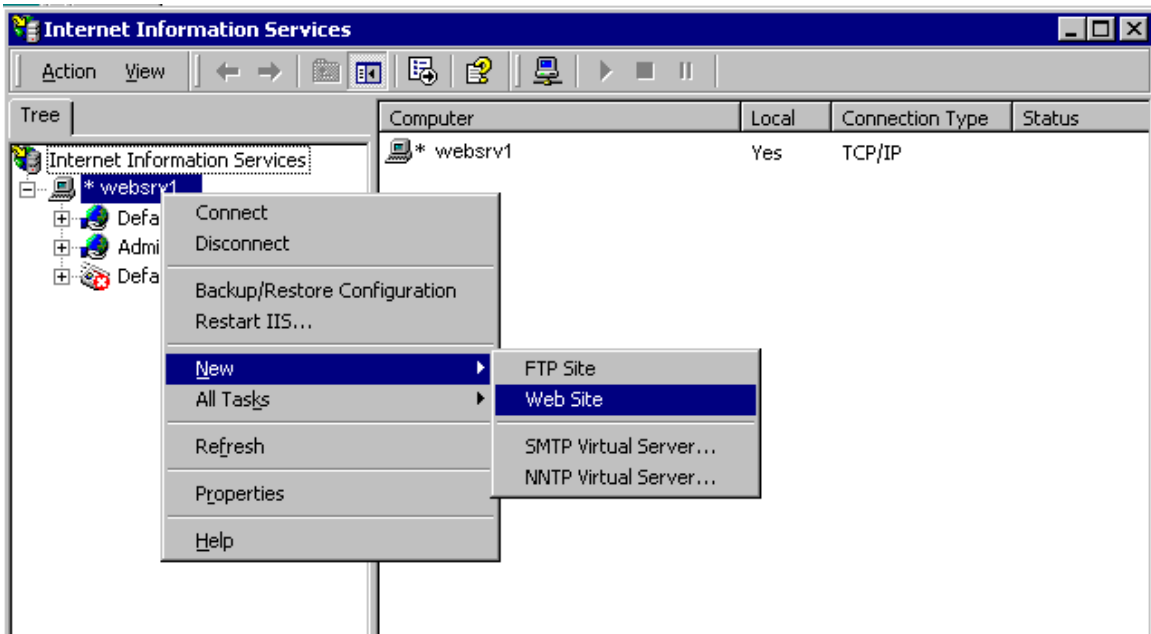 Internet Information Services
Action View
Tree
Computer Local Connection Type Status
Internet Information Services
* websrv1
* websrv1 Yes TCP/IP
Defa
Admi
Defa
Connect
Disconnect
Backup/Restore Configuration
Restart IIS...
New
All Tasks
Refresh
Properties
Help
FTP Site
Web Site
SMTP Virtual Server...
NNTP Virtual Server...